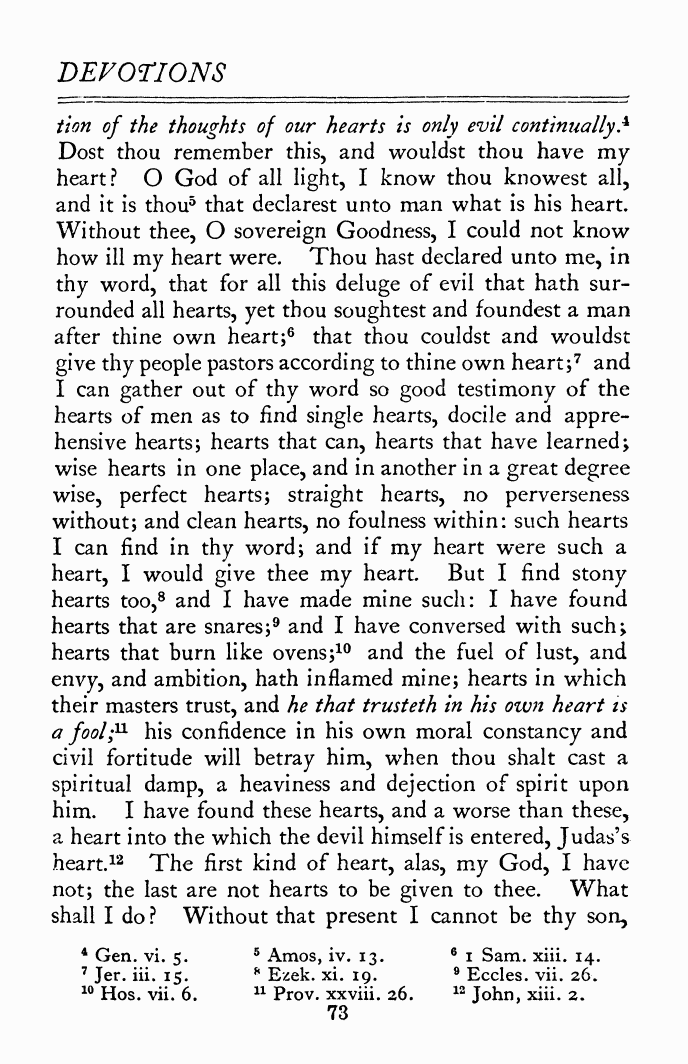 DEVOTIONS
tion of the thoughts of our hearts is only evil continually.⁴
Dost thou remember this, and wouldst thou have my
heart? O God of all light, I know thou knowest all,
and it is thou⁵ that declarest unto man what is his heart.
Without thee, O sovereign Goodness, I could not know
how ill my heart were. Thou hast declared unto me, in
thy word, that for all this deluge of evil that hath sur-
rounded all hearts, yet thou soughtest and foundest a man
after thine own heart;⁶ that thou couldst and wouldst
give thy people pastors according to thine own heart;⁷ and
I can gather out of thy word so good testimony of the
hearts of men as to find single hearts, docile and appre-
hensive hearts; hearts that can, hearts that have learned;
wise hearts in one place, and in another in a great degree
wise, perfect hearts; straight hearts, no perverseness
without; and clean hearts, no foulness within: such hearts
I can find in thy word; and if my heart were such a
heart, I would give thee my heart. But I find stony
hearts too,⁸ and I have made mine such: I have found
hearts that are snares;⁹ and I have conversed with such;
hearts that burn like ovens;¹⁰ and the fuel of lust, and
envy, and ambition, hath inflamed mine; hearts in which
their masters trust, and he that trusteth in his own heart is
a fool;¹¹ his confidence in his own moral constancy and
civil fortitude will betray him, when thou shalt cast a
spiritual damp, a heaviness and dejection of spirit upon
him. I have found these hearts, and a worse than these,
a heart into the which the devil himself is entered, Judas's
heart.¹² The first kind of heart, alas, my God, I have
not; the last are not hearts to be given to thee. What
shall I do? Without that present I cannot be thy son,
⁴ Gen. vi. 5. ⁵ Amos, iv. 13. ⁶ 1 Sam. xiii. 14.
⁷ Jer. iii. 15. ⁸ Ezek. xi. 19. ⁹ Eccles. vii. 26.
¹⁰ Hos. vii. 6. ¹¹ Prov. xxviii. 26. ¹² John, xiii. 2.
73